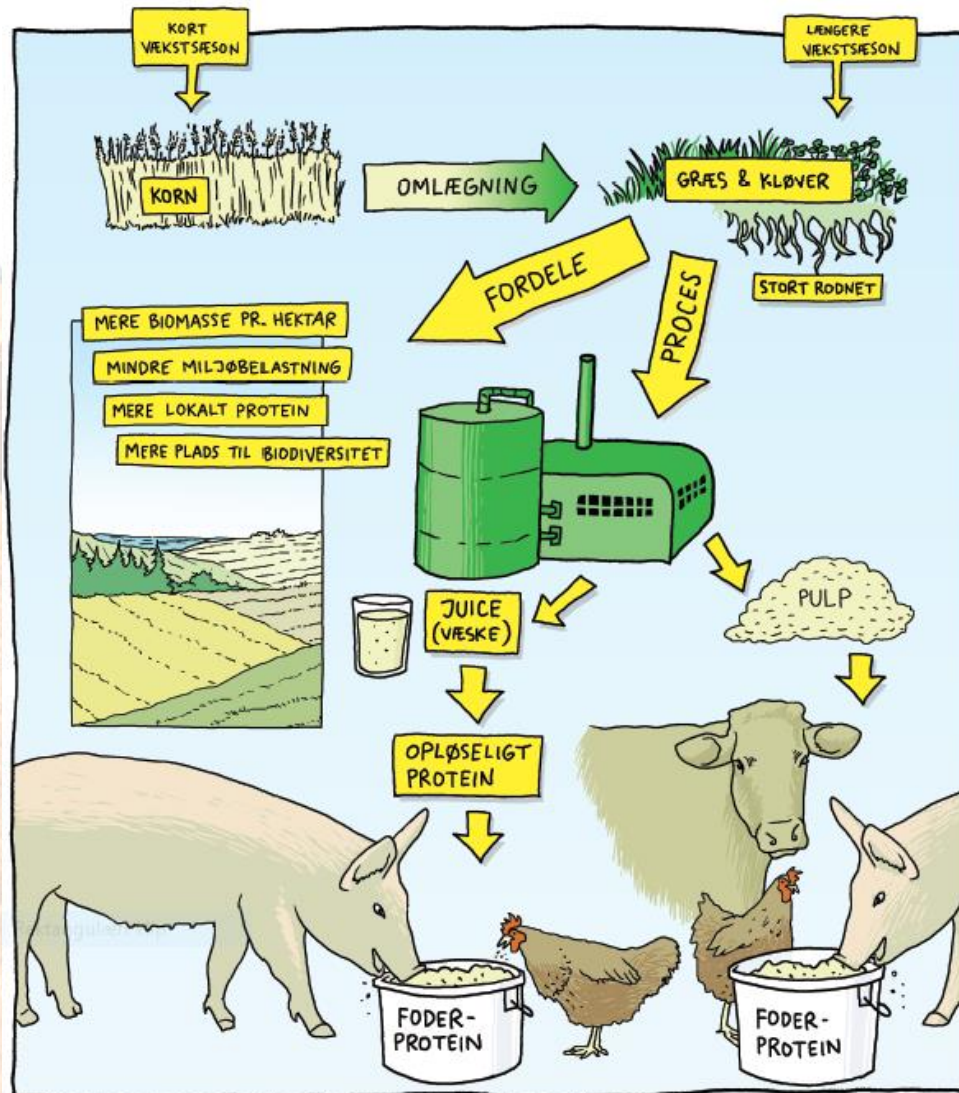 KORT
VÆKSTSÆSON
LÆNGERE
VÆKSTSÆSON
KORN
OMLÆGNING
GRÆS & KLØVER
STORT RODNET
FORDELE
PROCES
MERE BIOMASSE PR. HEKTAR
MINDRE MILJØBELASTNING
MERE LOKALT PROTEIN
MERE PLADS TIL BIODIVERSITET
JUICE
(VÆSKE)
PULP
OPLØSELIGT
PROTEIN
FODER-
PROTEIN
FODER-
PROTEIN